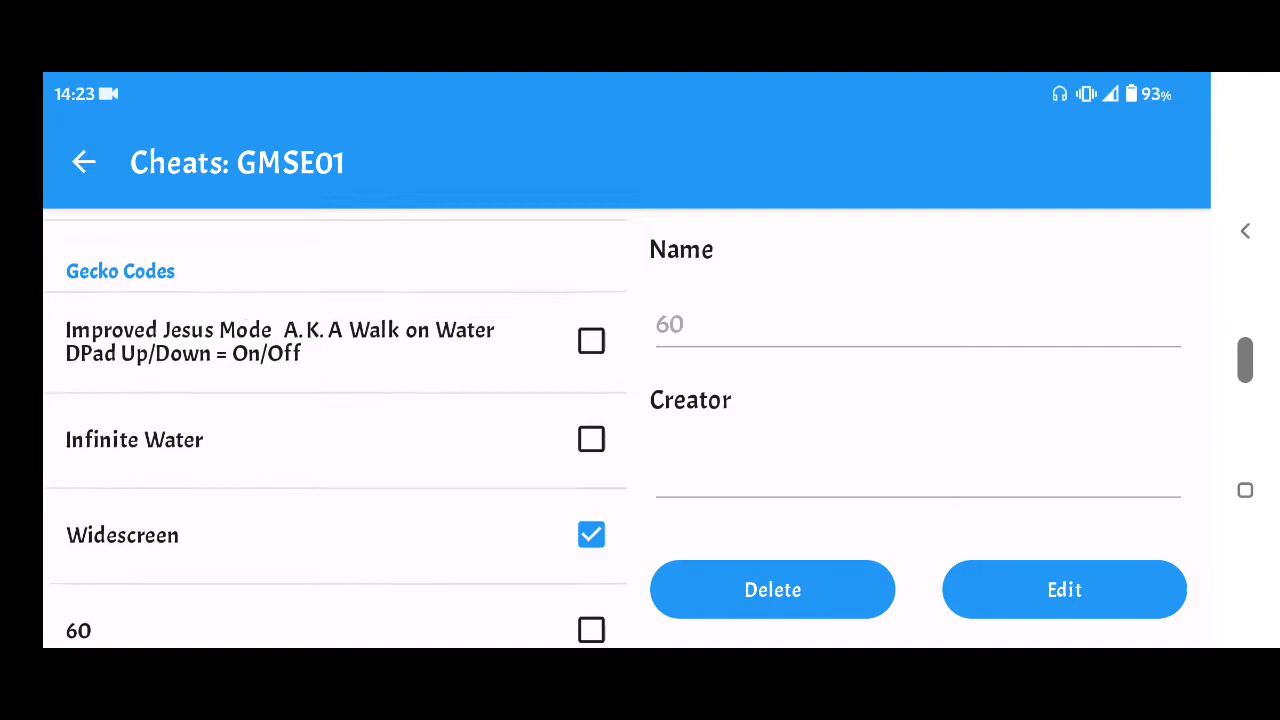 14:23
93%
Cheats: GMSE01
Gecko Codes
Improved Jesus Mode A.K.A Walk on Water
DPad Up/Down = On/Off
Infinite Water
Widescreen
60
Name
60
Creator
Delete
Edit